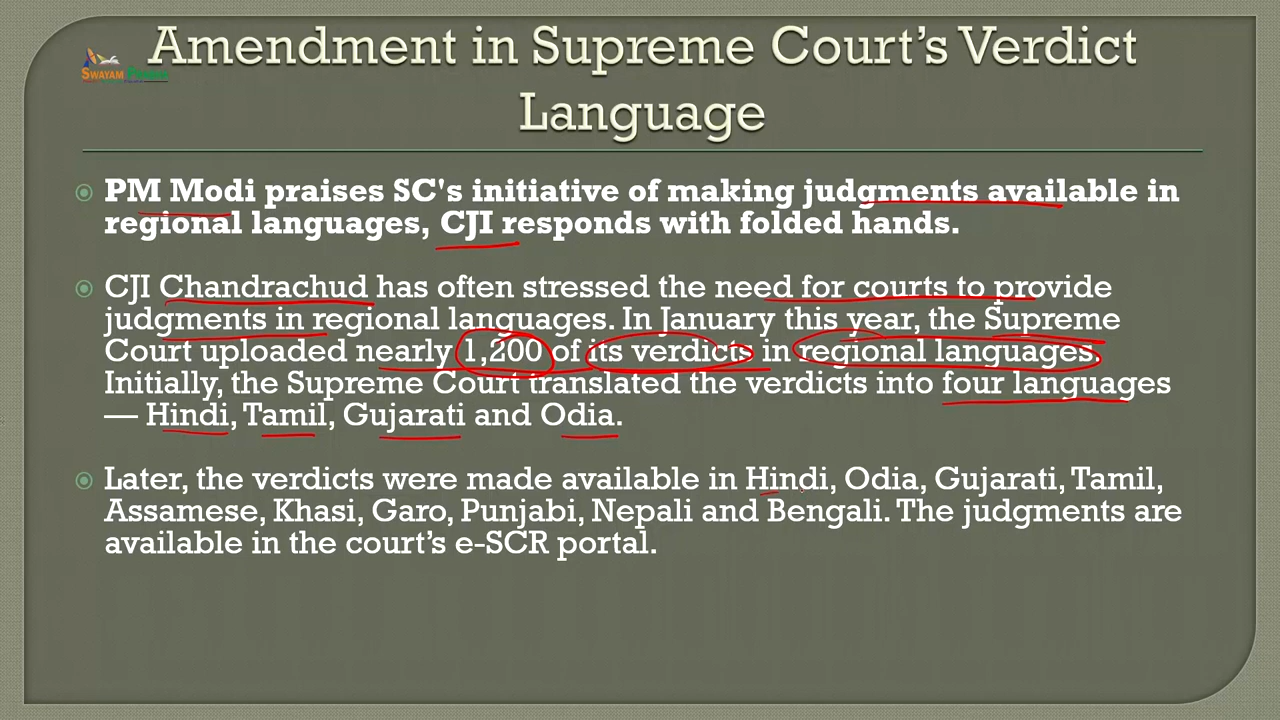 Amendment in Supreme Court's Verdict
Language
SWAYAM PRABHA
PM Modi praises SC's initiative of making judgments available in
regional languages, CJI responds with folded hands.
CJI Chandrachud has often stressed the need for courts to provide
judgments in regional languages. In January this year, the Supreme
Court uploaded nearly 1,200 of its verdicts in regional languages.
Initially, the Supreme Court translated the verdicts into four languages
— Hindi, Tamil, Gujarati and Odia.
Later, the verdicts were made available in Hindi, Odia, Gujarati, Tamil,
Assamese, Khasi, Garo, Punjabi, Nepali and Bengali. The judgments are
available in the court's e-SCR portal.